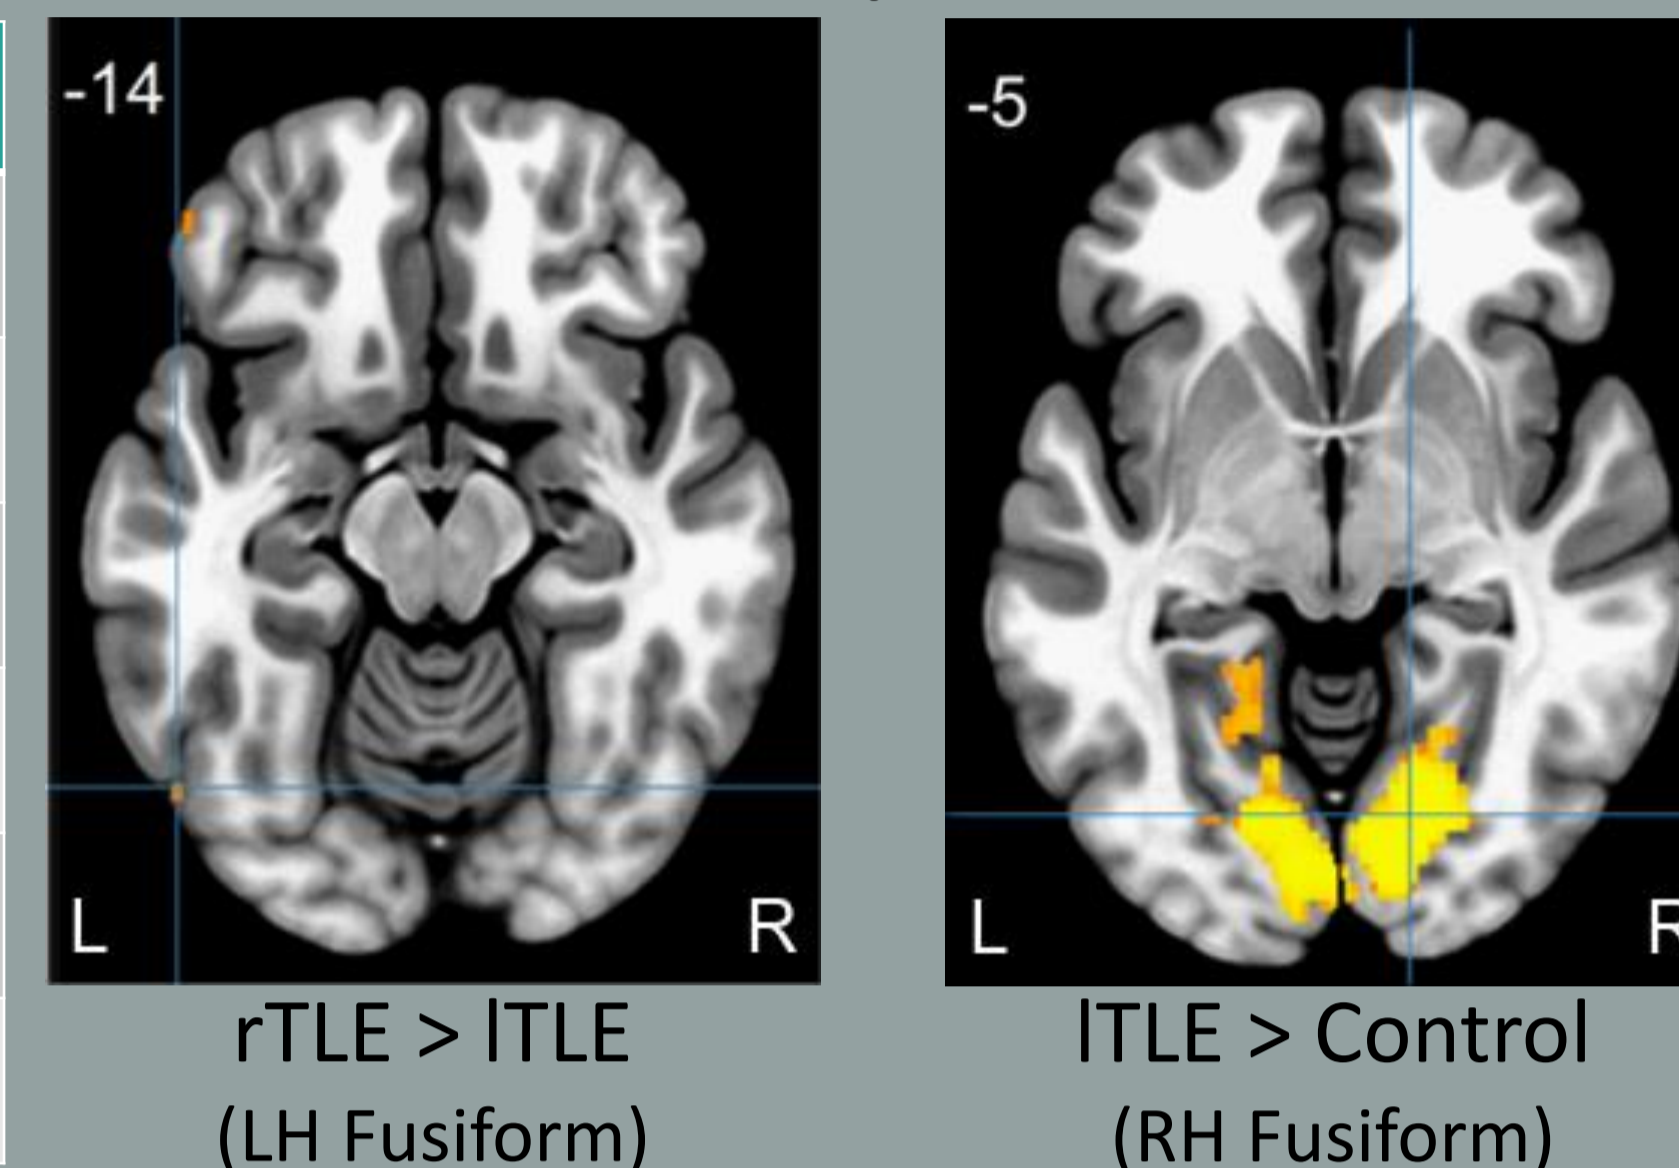 -14
L
R
rTLE > lTLE
(LH Fusiform)
-5
L
R
lTLE > Control
(RH Fusiform)